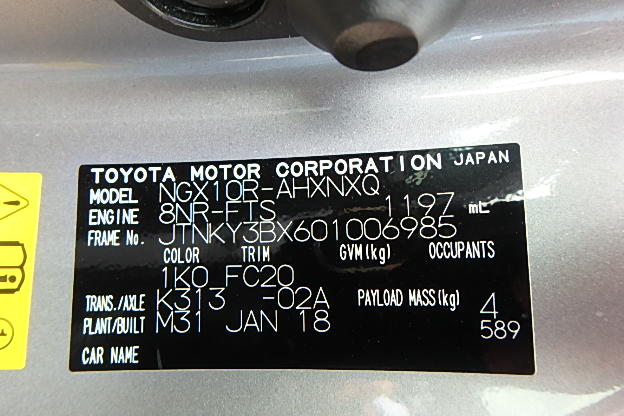 TOYOTA MOTOR CORPORATION JAPAN
MODEL NGX10R-AHXNXQ
ENGINE 8NR-FTS 1197 mL
FRAME No. JTNKY3BX601006985
COLOR TRIM GVM(kg) OCCUPANTS
1K0 FC20
TRANS./AXLE K313 -02A PAYLOAD MASS(kg) 4
PLANT/BUILT M31 JAN 18 589
CAR NAME